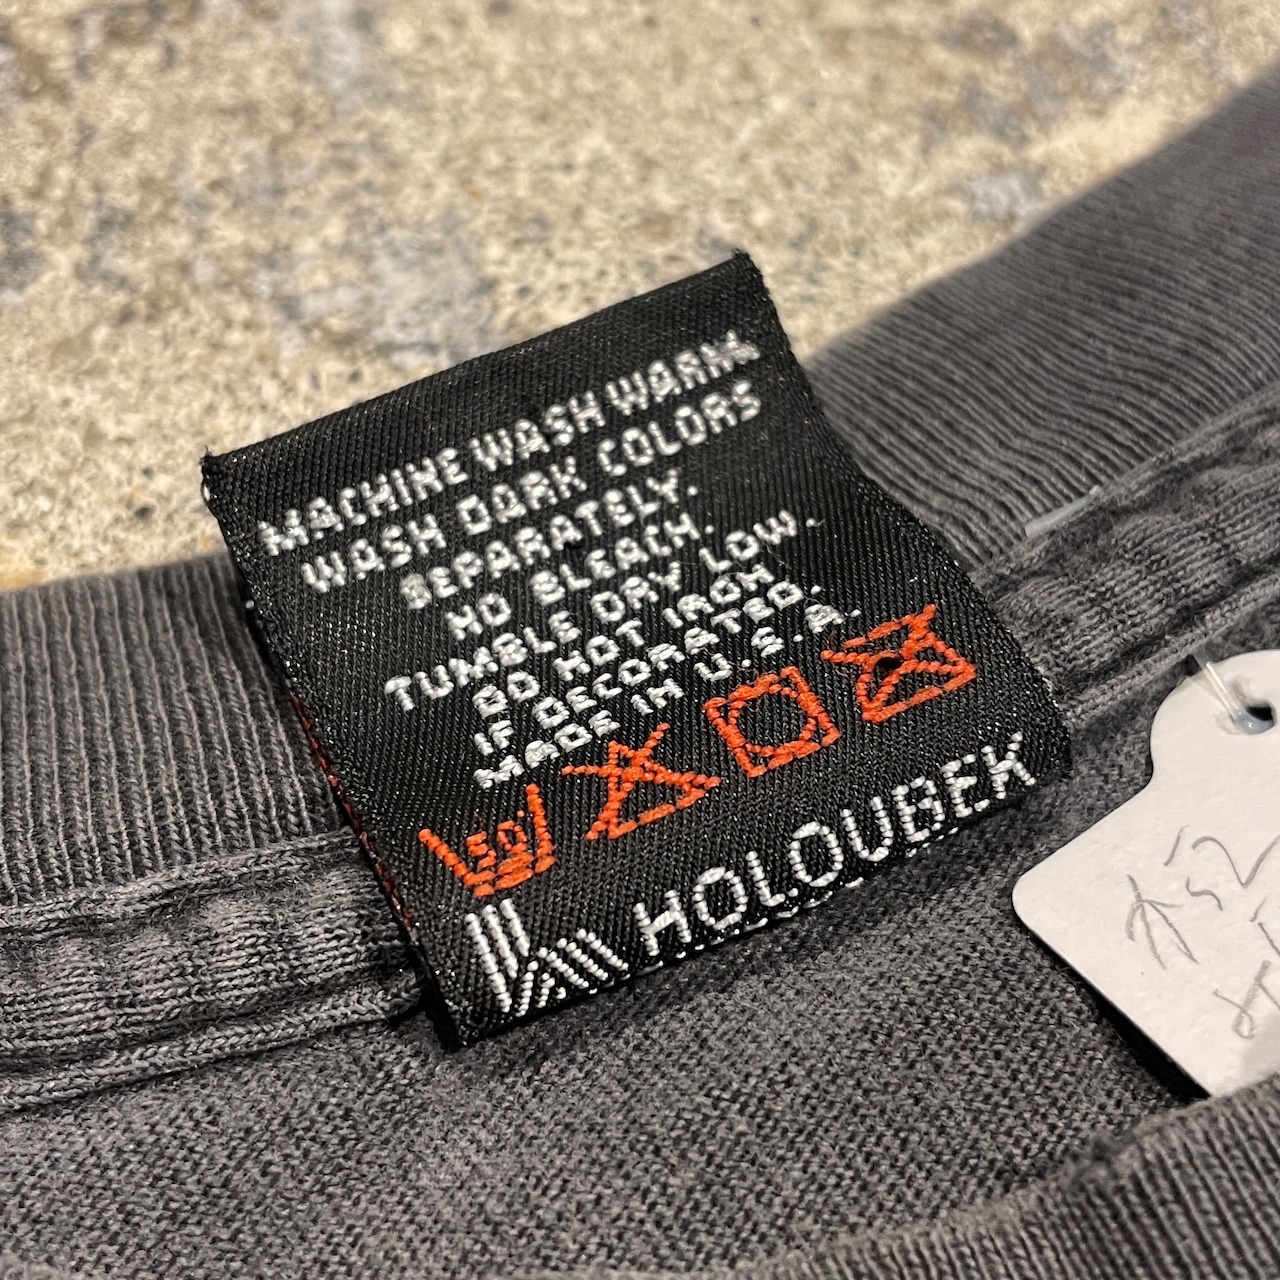 MACHINE WASH WARM
WASH DARK COLORS
SEPARATELY.
NO BLEACH.
TUMBLE DRY LOW.
DO NOT IRON
IF DECORATED.
MADE IN U.S.A.
50°
HOLOUBEK